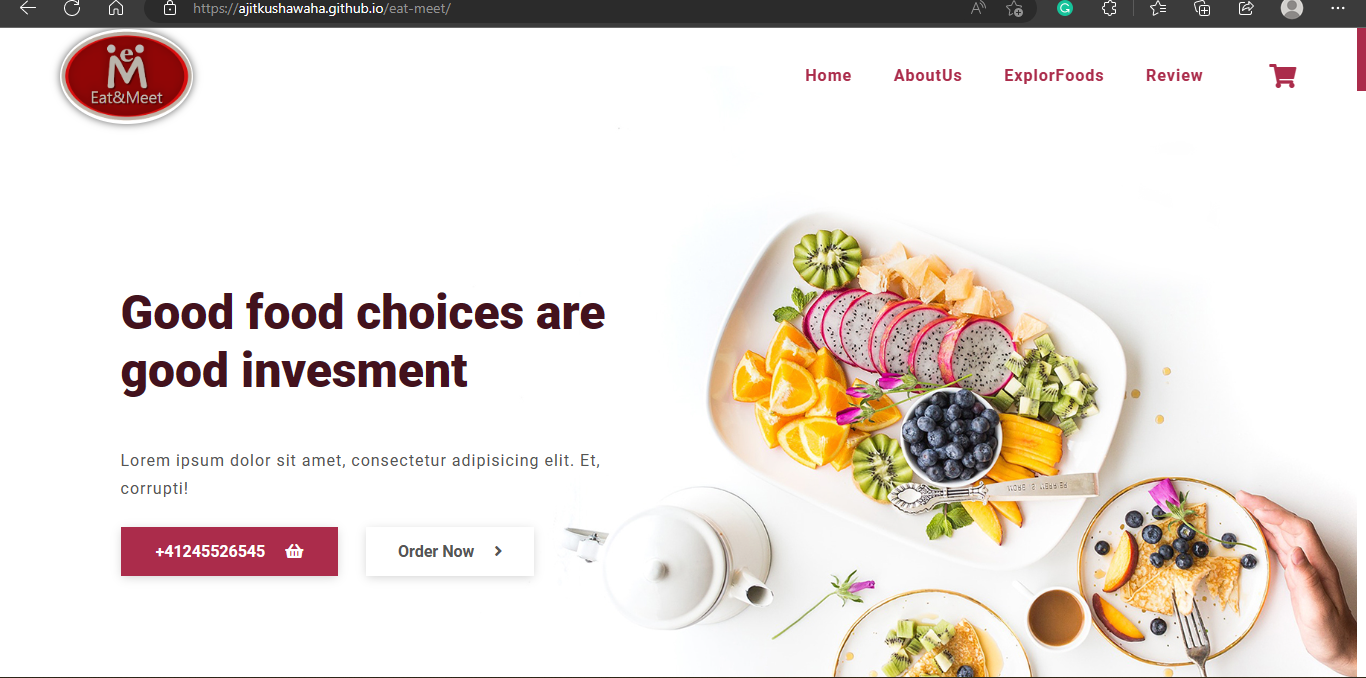 https://ajitkushawaha.github.io/eat-meet/
eM
Eat&Meet
Home AboutUs ExplorFoods Review
Good food choices are
good invesment
Lorem ipsum dolor sit amet, consectetur adipisicing elit. Et,
corrupti!
+41245526545
Order Now